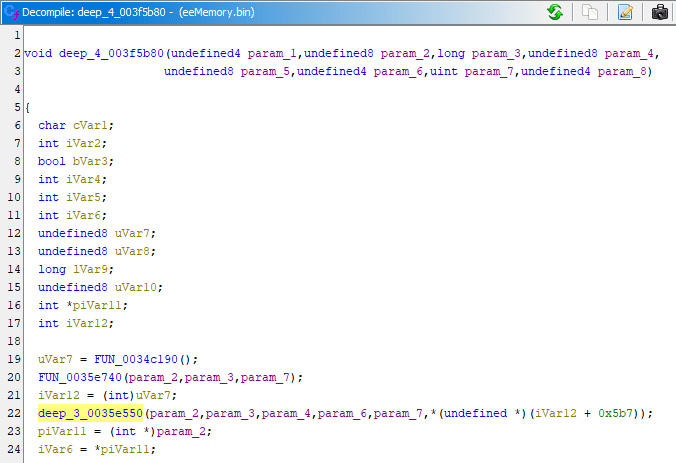 Decompile: deep_4_003f5b80 - (eeMemory.bin)
1
2 void deep_4_003f5b80(undefined4 param_1,undefined8 param_2,long param_3,undefined8 param_4,
3 undefined8 param_5,undefined4 param_6,uint param_7,undefined4 param_8)
4
5 {
6 char cVar1;
7 int iVar2;
8 bool bVar3;
9 int iVar4;
10 int iVar5;
11 int iVar6;
12 undefined8 uVar7;
13 undefined8 uVar8;
14 long lVar9;
15 undefined8 uVar10;
16 int *piVar11;
17 int iVar12;
18
19 uVar7 = FUN_0034c190();
20 FUN_0035e740(param_2,param_3,param_7);
21 iVar12 = (int)uVar7;
22 deep_3_0035e550(param_2,param_3,param_4,param_6,param_7,*(undefined *)(iVar12 + 0x5b7));
23 piVar11 = (int *)param_2;
24 iVar6 = *piVar11;